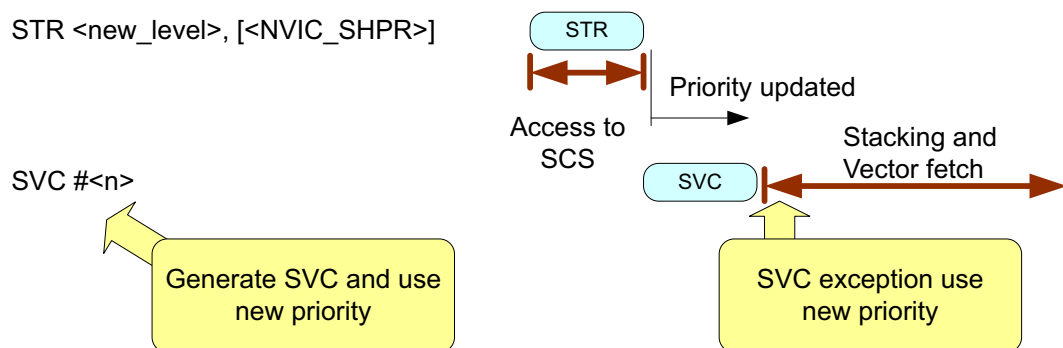 STR <new_level>, [<NVIC_SHPR>]
STR
Priority updated
Access to
SCS
Stacking and
Vector fetch
SVC #<n>
SVC
Generate SVC and use
new priority
SVC exception use
new priority